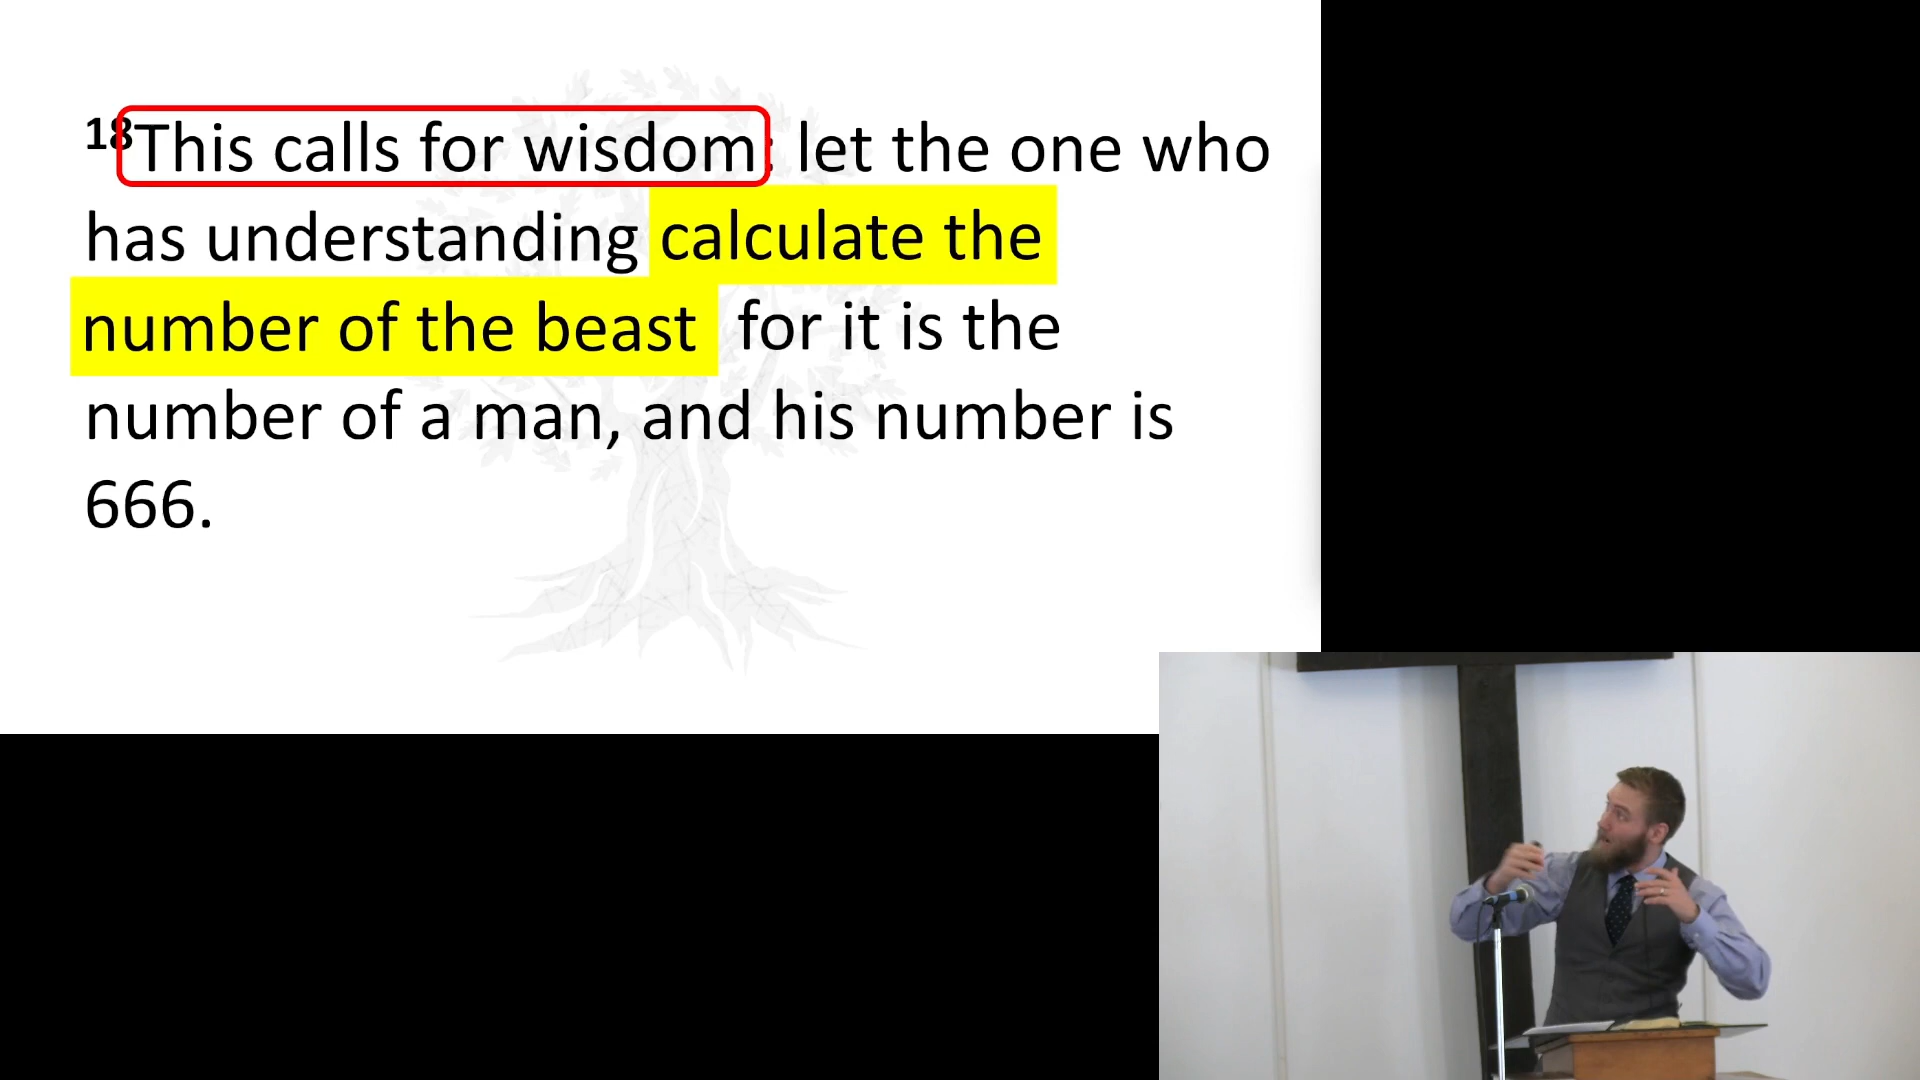 18This calls for wisdom: let the one who
has understanding calculate the
number of the beast for it is the
number of a man, and his number is
666.